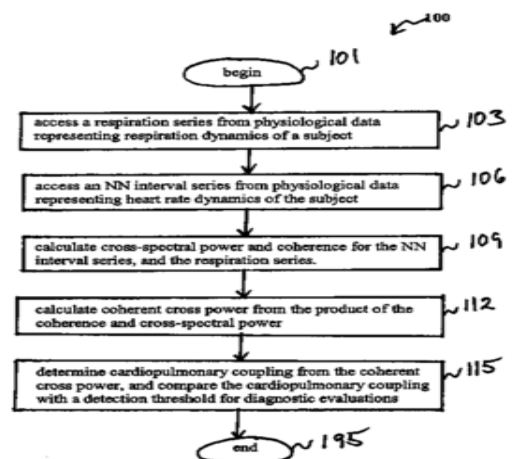 100
101
begin
access a respiration series from physiological data
representing respiration dynamics of a subject
103
access an NN interval series from physiological data
representing heart rate dynamics of the subject
106
calculate cross-spectral power and coherence for the NN
interval series, and the respiration series.
109
calculate coherent cross power from the product of the
coherence and cross-spectral power
112
determine cardiopulmonary coupling from the coherent
cross power, and compare the cardiopulmonary coupling
with a detection threshold for diagnostic evaluations
115
end
195